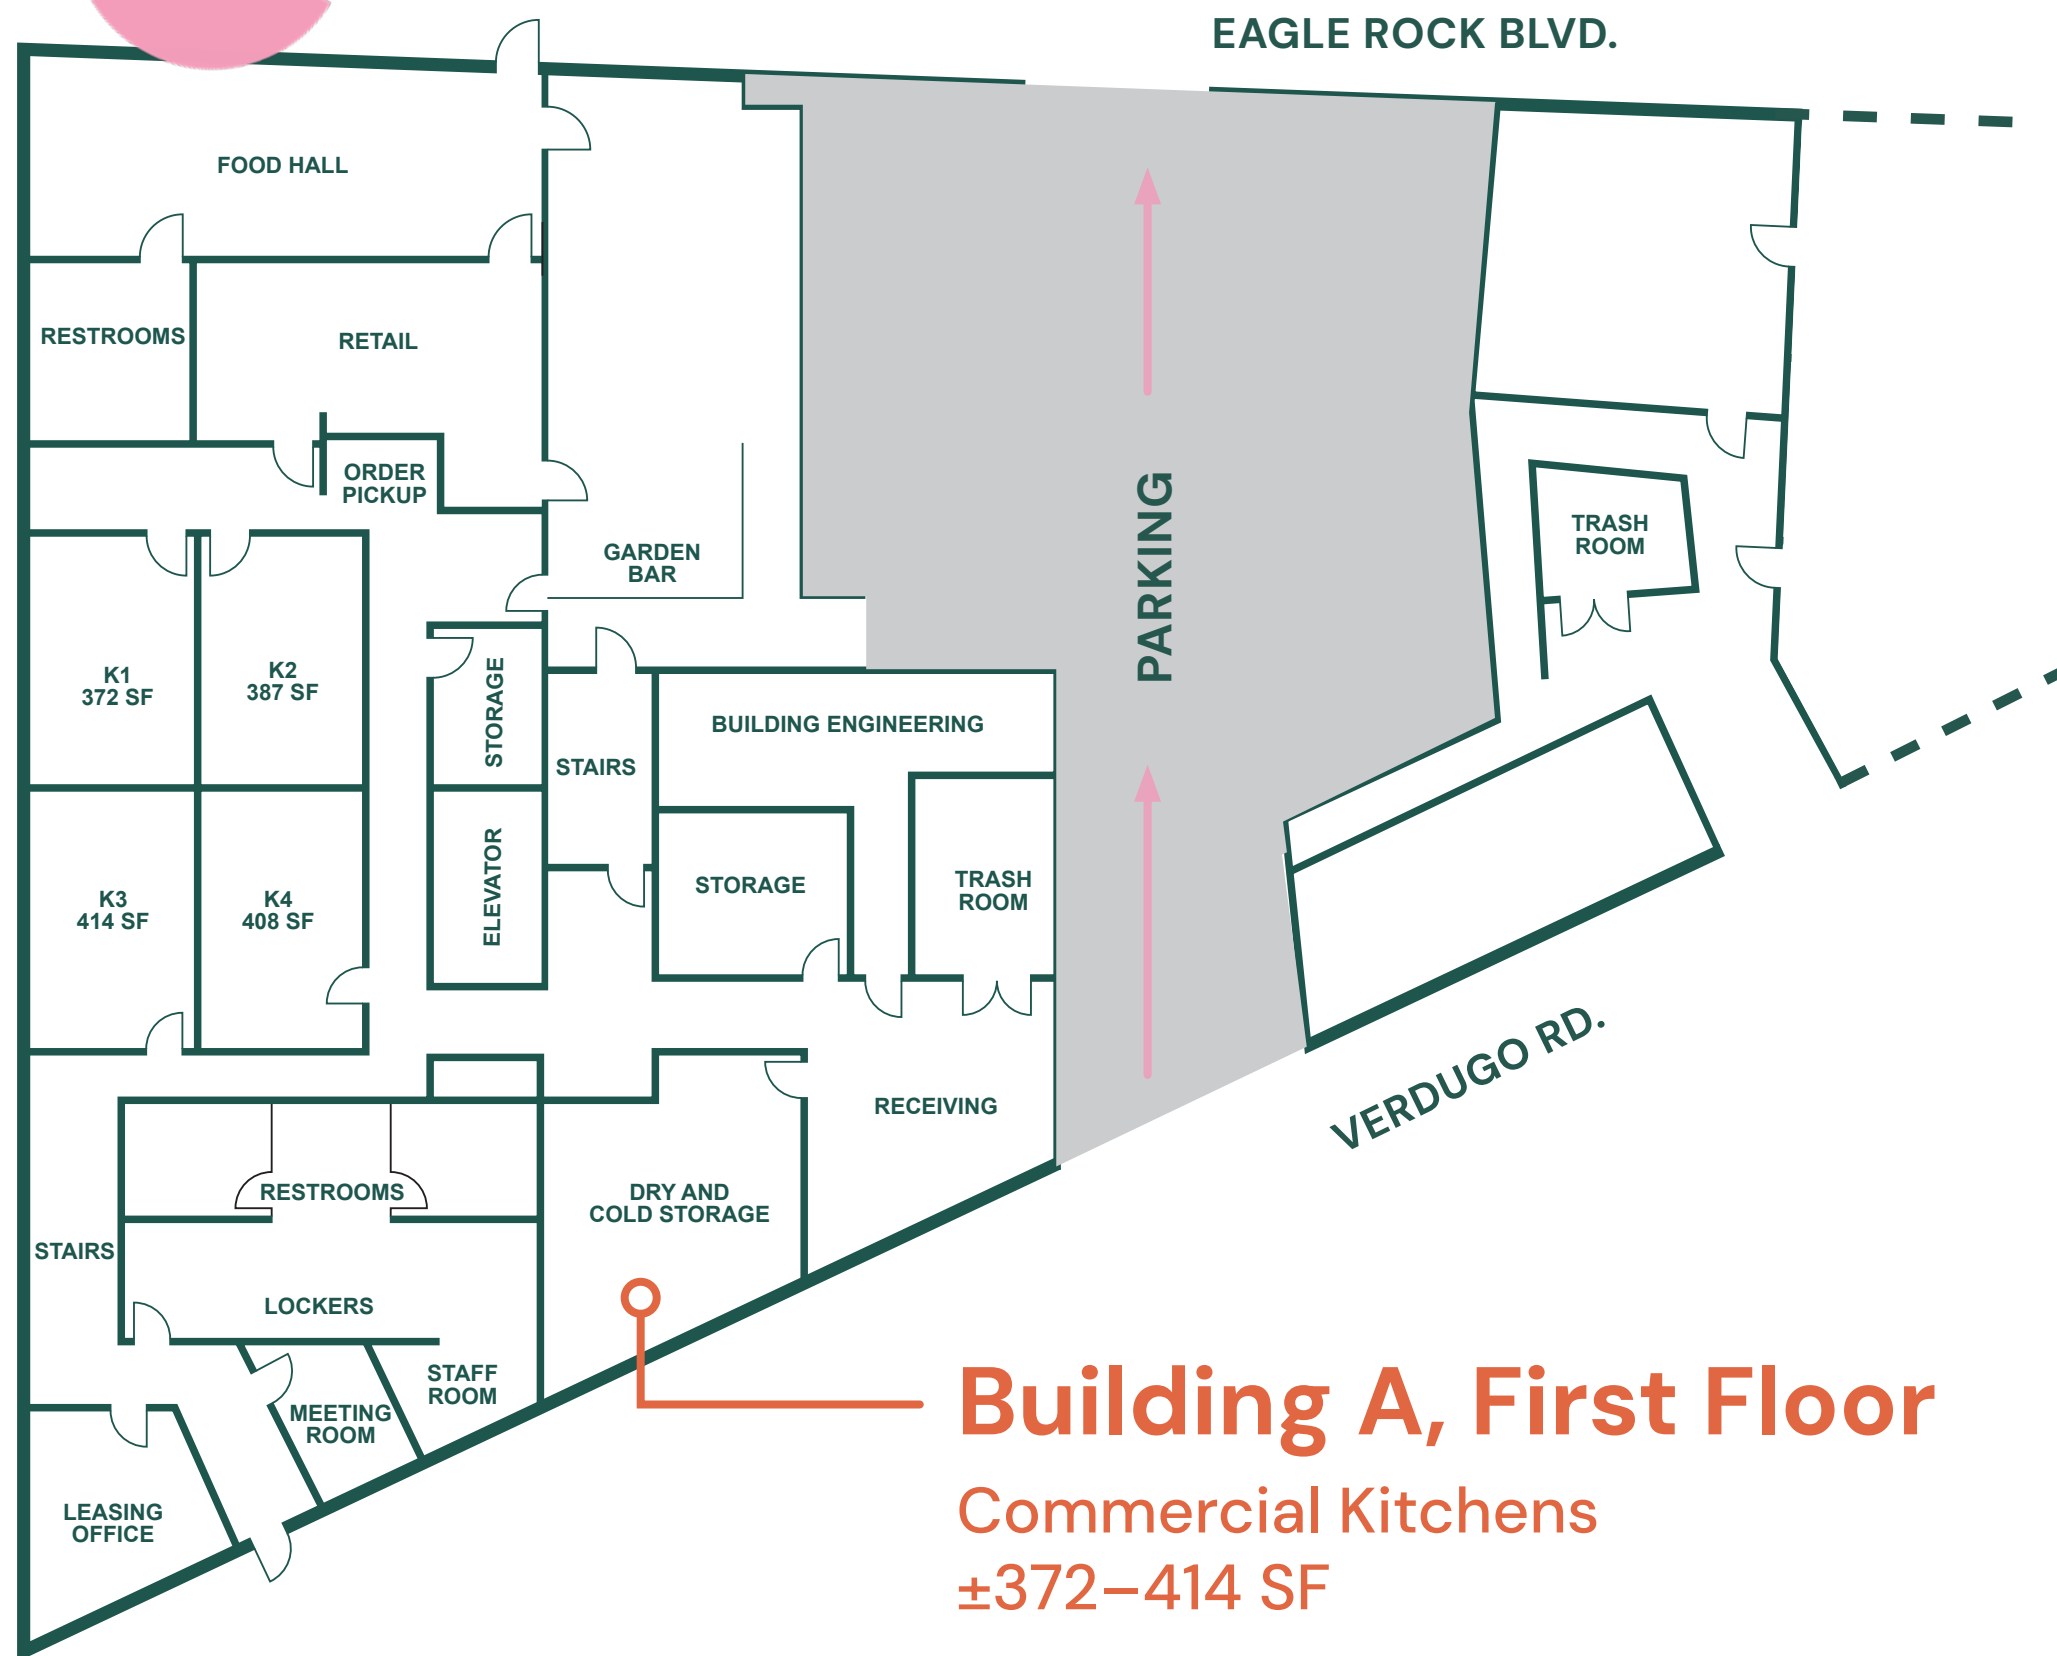 EAGLE ROCK BLVD.
FOOD HALL
RESTROOMS
RETAIL
ORDER
PICKUP
GARDEN
BAR
PARKING
TRASH
ROOM
K1
372 SF
K2
387 SF
STORAGE
STAIRS
BUILDING ENGINEERING
K3
414 SF
K4
408 SF
ELEVATOR
STORAGE
TRASH
ROOM
RECEIVING
VERDUGO RD.
RESTROOMS
DRY AND
COLD STORAGE
STAIRS
LOCKERS
STAFF
ROOM
MEETING
ROOM
LEASING
OFFICE
Building A, First Floor
Commercial Kitchens
±372–414 SF